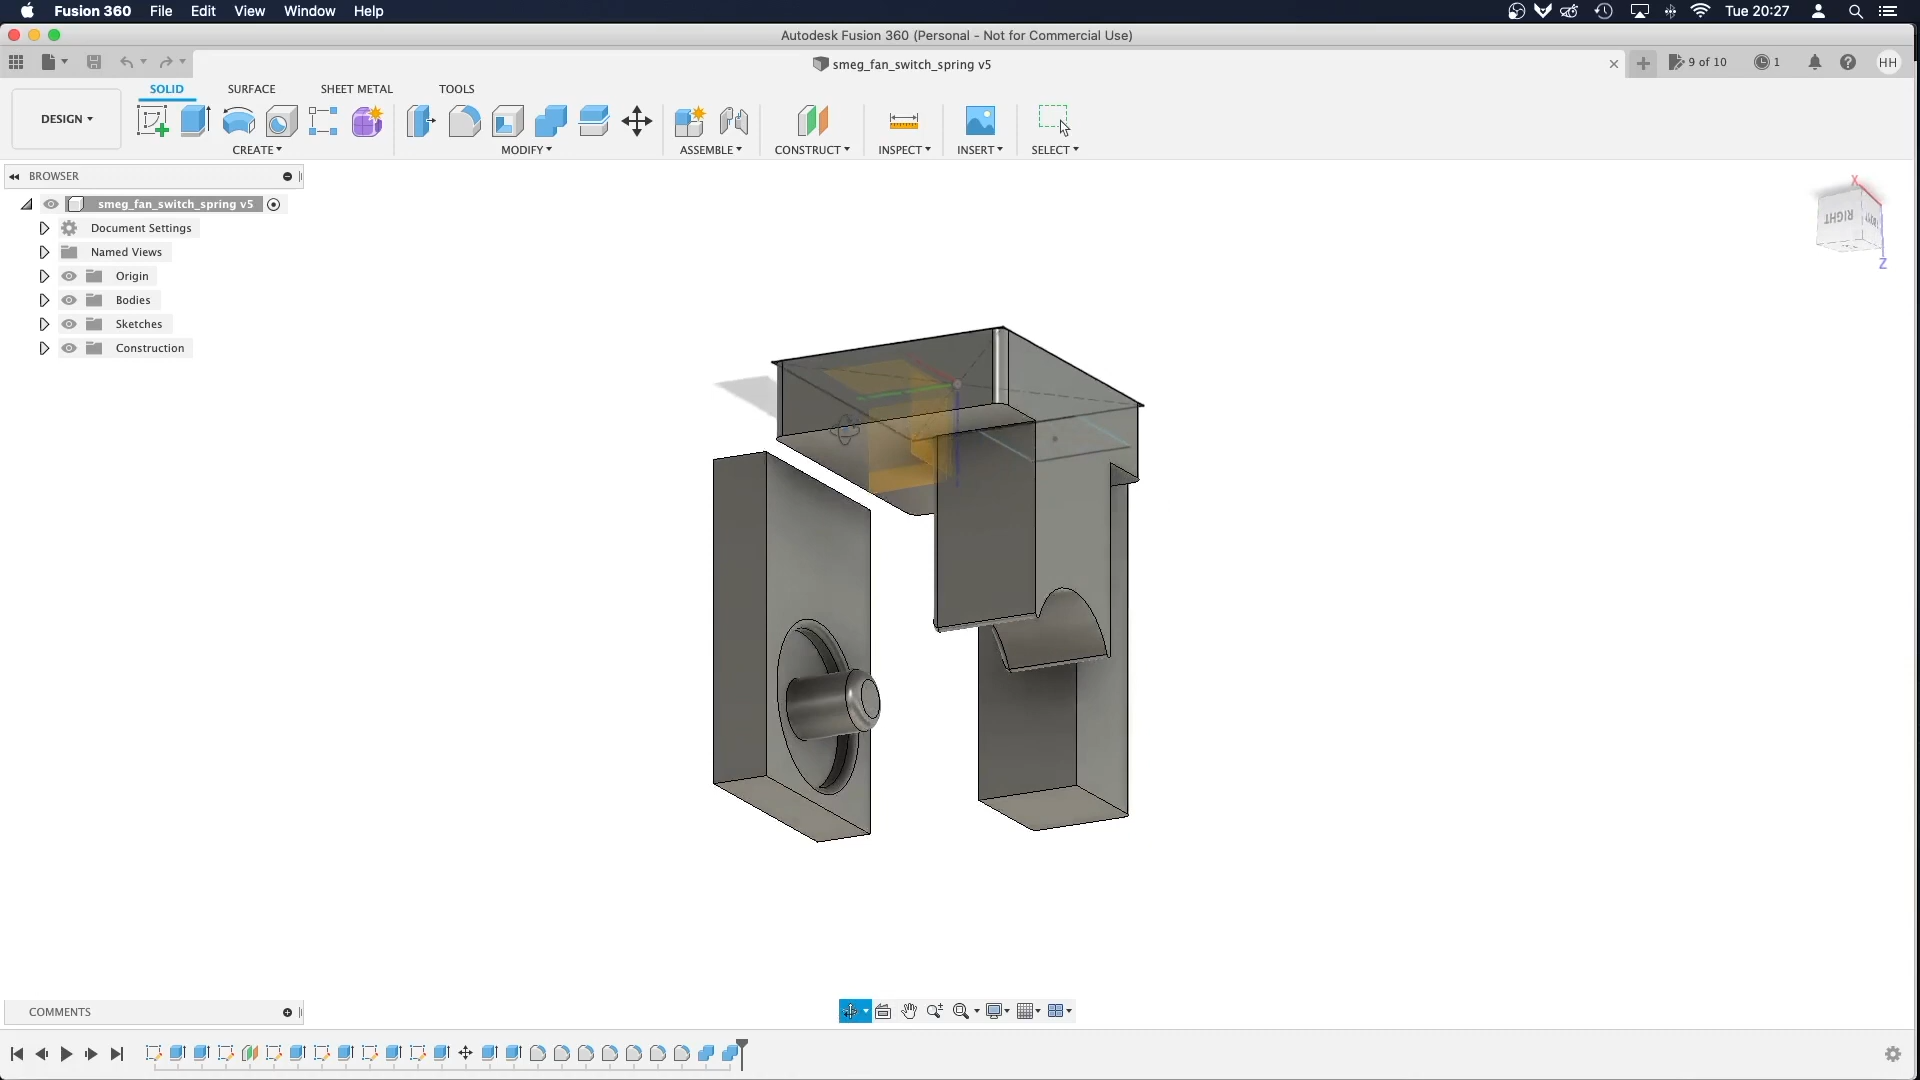 Fusion 360 File Edit View Window Help Tue 20:27
Autodesk Fusion 360 (Personal - Not for Commercial Use)
smeg_fan_switch_spring v5 9 of 10 1 HH
SOLID SURFACE SHEET METAL TOOLS
DESIGN
CREATE MODIFY ASSEMBLE CONSTRUCT INSPECT INSERT SELECT
BROWSER
smeg_fan_switch_spring v5
Document Settings
Named Views
Origin
Bodies
Sketches
Construction
X
RIGHT
Z
COMMENTS